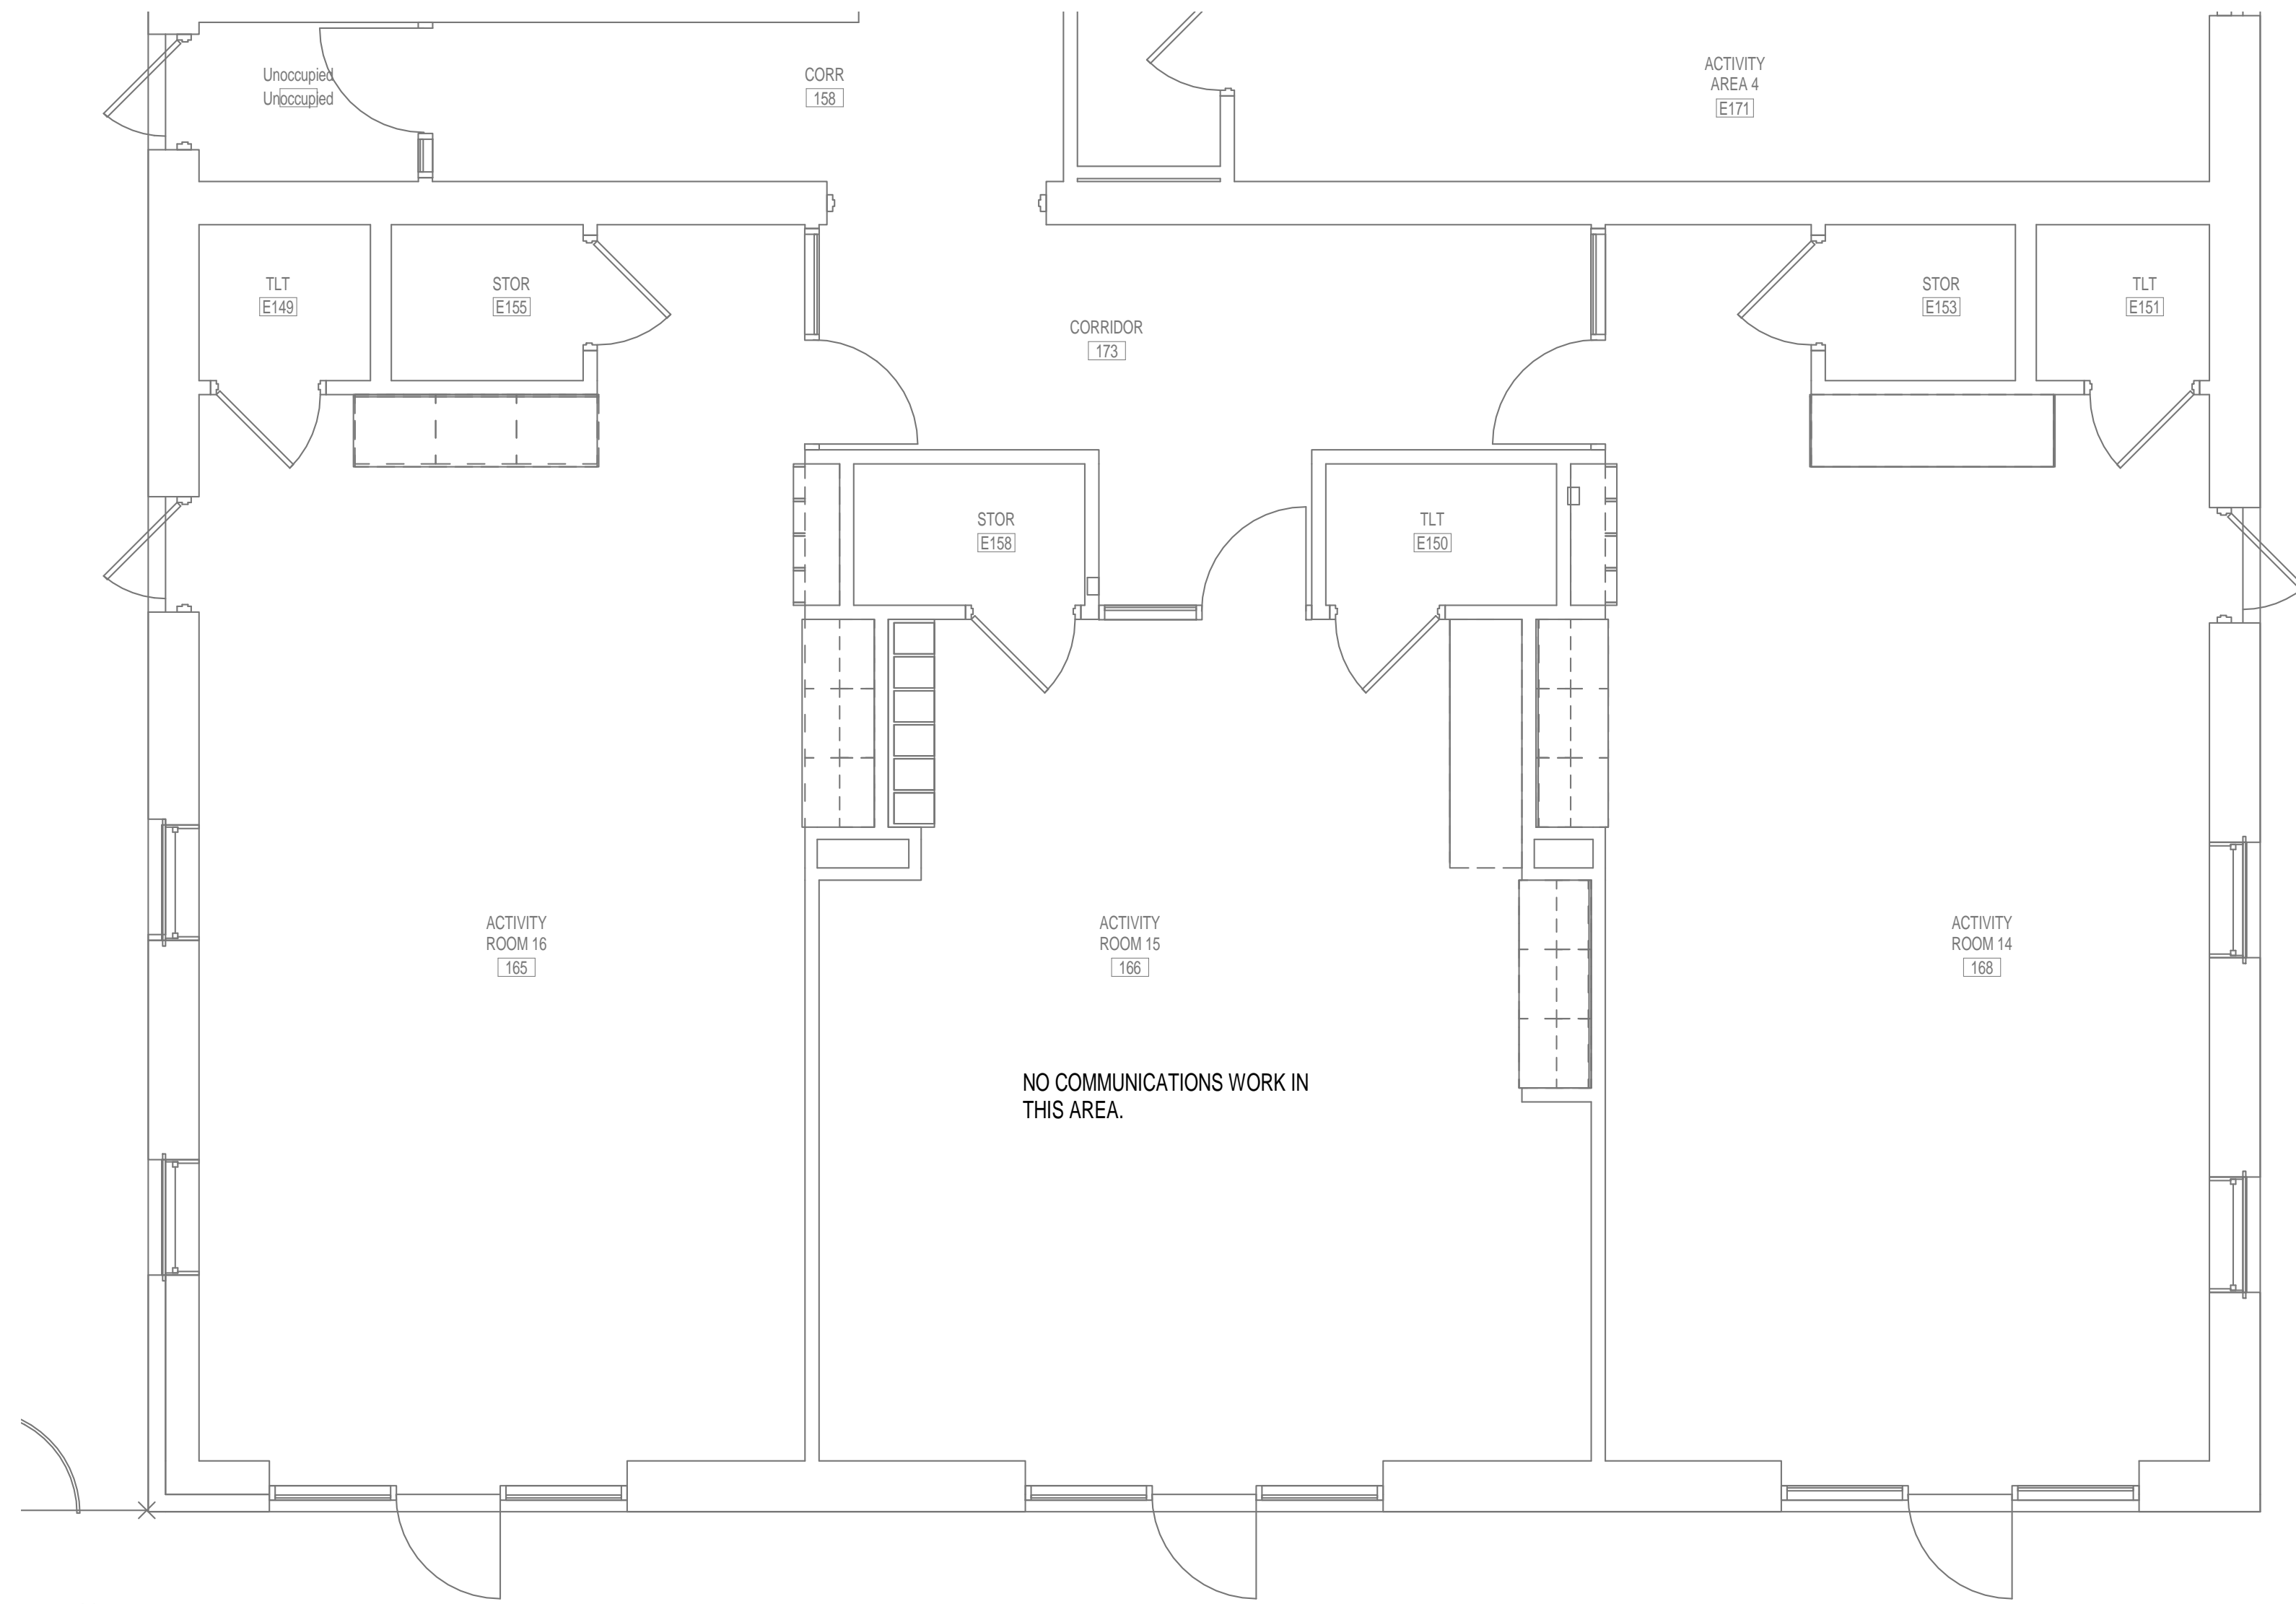 ACTIVITY
AREA 4
E171
Unoccupied
Unoccupied
CORR
158
TLT
E149
STOR
E155
STOR
E153
TLT
E151
CORRIDOR
173
STOR
E158
TLT
E150
ACTIVITY
ROOM 16
165
ACTIVITY
ROOM 15
166
ACTIVITY
ROOM 14
168
NO COMMUNICATIONS WORK IN
THIS AREA.